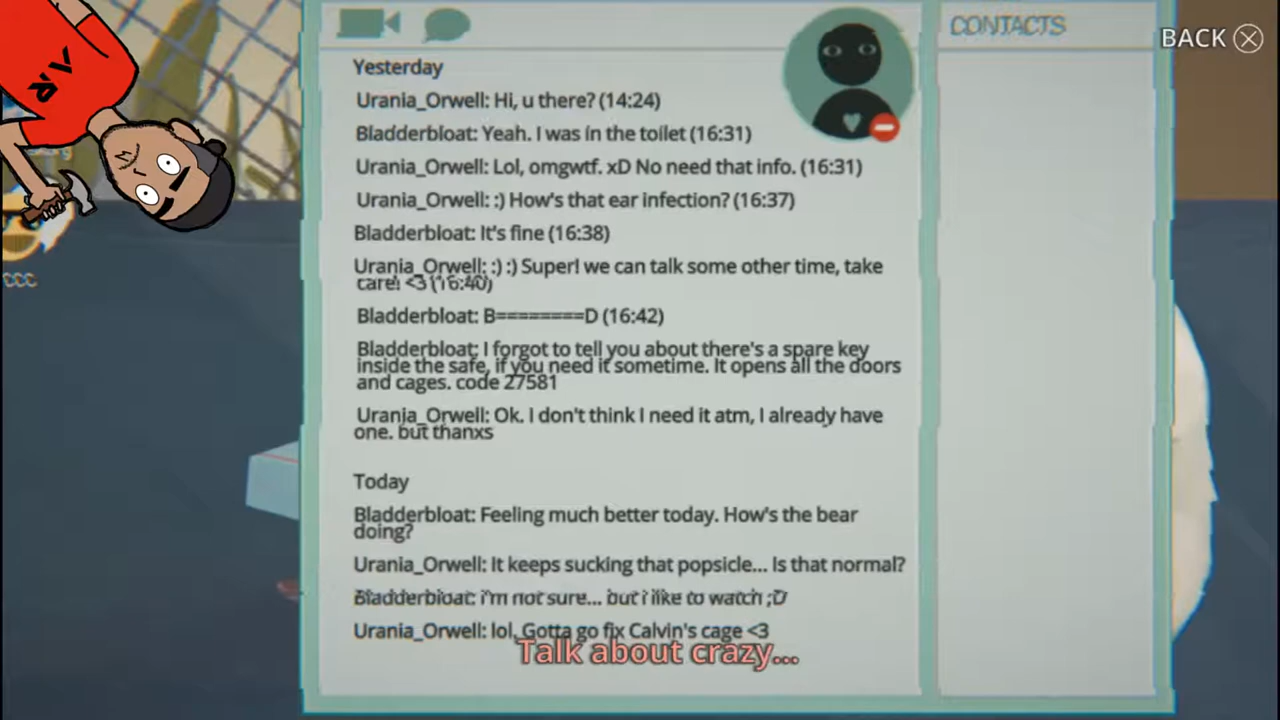 CONTACTS
BACK
Yesterday
Urania_Orwell: Hi, u there? (14:24)
Bladderbloat: Yeah. I was in the toilet (16:31)
Urania_Orwell: Lol, omgwtf. xD No need that info. (16:31)
Urania_Orwell: :) How's that ear infection? (16:37)
Bladderbloat: It's fine (16:38)
Urania_Orwell: :) :) Super! we can talk some other time, take
care! <3 (16:40)
Bladderbloat: B========D (16:42)
Bladderbloat: I forgot to tell you about there's a spare key
inside the safe, if you need it sometime. It opens all the doors
and cages. code 27581
Urania_Orwell: Ok. I don't think I need it atm, I already have
one. but thanxs
Today
Bladderbloat: Feeling much better today. How's the bear
doing?
Urania_Orwell: It keeps sucking that popsicle... Is that normal?
Bladderbloat: i'm not sure... but i like to watch ;D
Urania_Orwell: lol, Gotta go fix Calvin's cage <3
Talk about crazy...